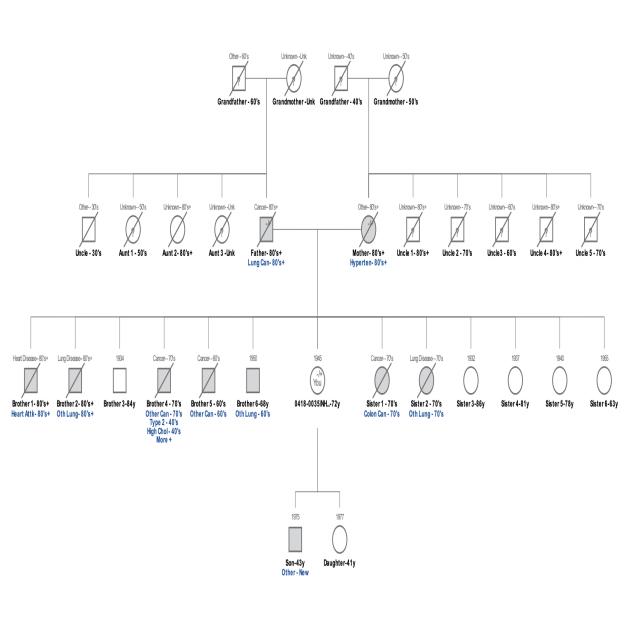 Other - 60's
Unknown - Unk
Unknown - 40's
Unknown - 50's
?
?
?
?
Grandfather - 60's
Grandmother - Unk
Grandfather - 40's
Grandmother - 50's
Other - 30's
Unknown - 50's
Unknown - 80's+
Unknown - Unk
Cancer - 80's+
Other - 80's+
Unknown - 80's+
Unknown - 70's
Unknown - 60's
Unknown - 80's+
Unknown - 70's
Uncle - 30's
Aunt 1 - 50's
Aunt 2 - 80's+
Aunt 3 - Unk
Father - 80's+
Mother - 80's+
Uncle 1 - 80's+
Uncle 2 - 70's
Uncle 3 - 60's
Uncle 4 - 80's+
Uncle 5 - 70's
Lung Can - 80's+
Hyperten - 80's+
Heart Disease - 80's+
Lung Disease - 80's+
1934
Cancer - 70's
Cancer - 60's
1950
1946
Cancer - 70's
Lung Disease - 70's
1932
1937
1940
1955
You
Brother 1 - 80's+
Brother 2 - 80's+
Brother 3-84y
Brother 4 - 70's
Brother 5 - 60's
Brother 6-68y
0418-0035NH.-72y
Sister 1 - 70's
Sister 2 - 70's
Sister 3-86y
Sister 4-81y
Sister 5-78y
Sister 6-63y
Heart Attk - 80's+
Oth Lung - 80's+
Other Can - 70's
Other Can - 60's
Oth Lung - 60's
Colon Can - 70's
Oth Lung - 70's
Type 2 - 40's
High Chol - 40's
More +
1975
1977
Son-43y
Daughter-41y
Other - New